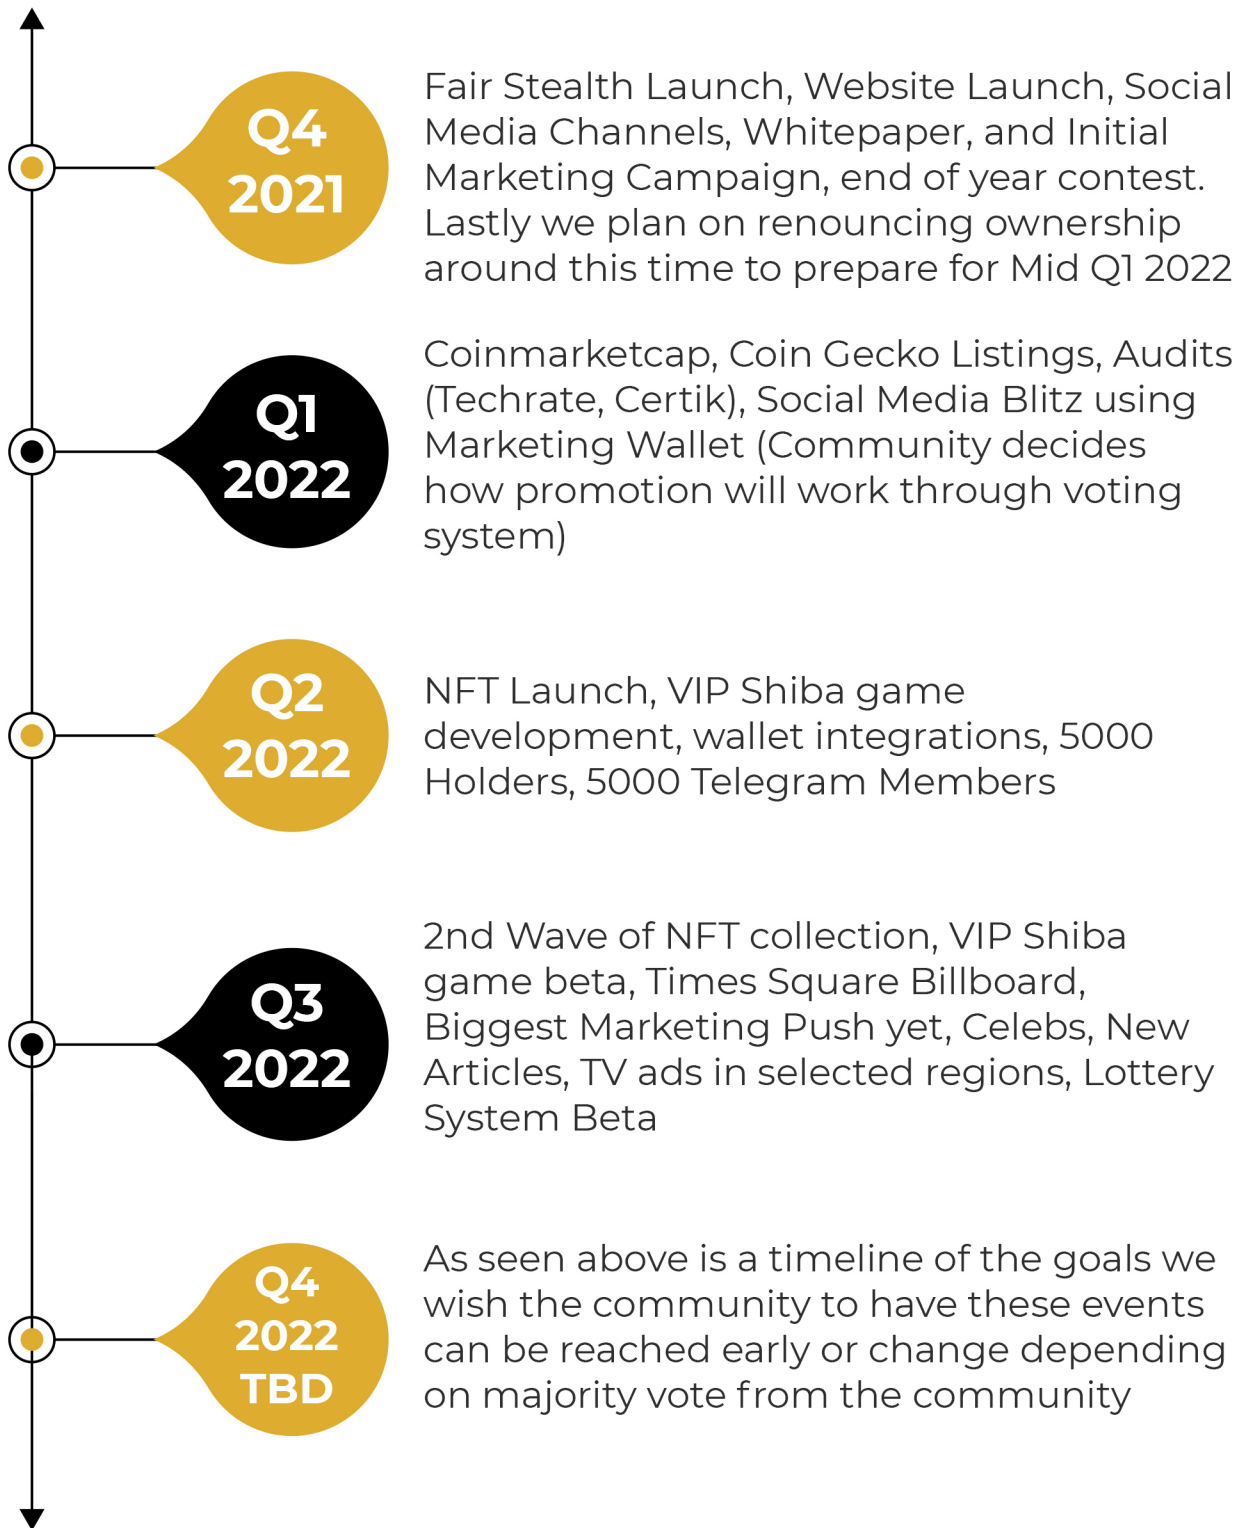 Q4
2021
Fair Stealth Launch, Website Launch, Social
Media Channels, Whitepaper, and Initial
Marketing Campaign, end of year contest.
Lastly we plan on renouncing ownership
around this time to prepare for Mid Q1 2022
Q1
2022
Coinmarketcap, Coin Gecko Listings, Audits
(Techrate, Certik), Social Media Blitz using
Marketing Wallet (Community decides
how promotion will work through voting
system)
Q2
2022
NFT Launch, VIP Shiba game
development, wallet integrations, 5000
Holders, 5000 Telegram Members
Q3
2022
2nd Wave of NFT collection, VIP Shiba
game beta, Times Square Billboard,
Biggest Marketing Push yet, Celebs, New
Articles, TV ads in selected regions, Lottery
System Beta
Q4
2022
TBD
As seen above is a timeline of the goals we
wish the community to have these events
can be reached early or change depending
on majority vote from the community